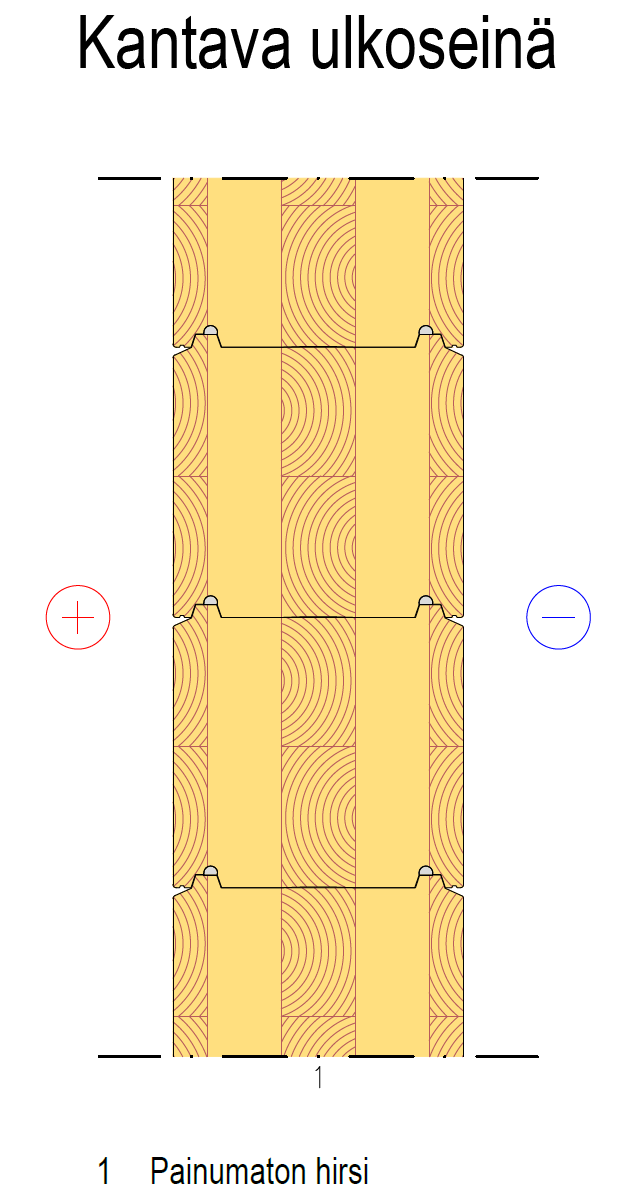 Kantava ulkoseinä
1
1 Painumaton hirsi